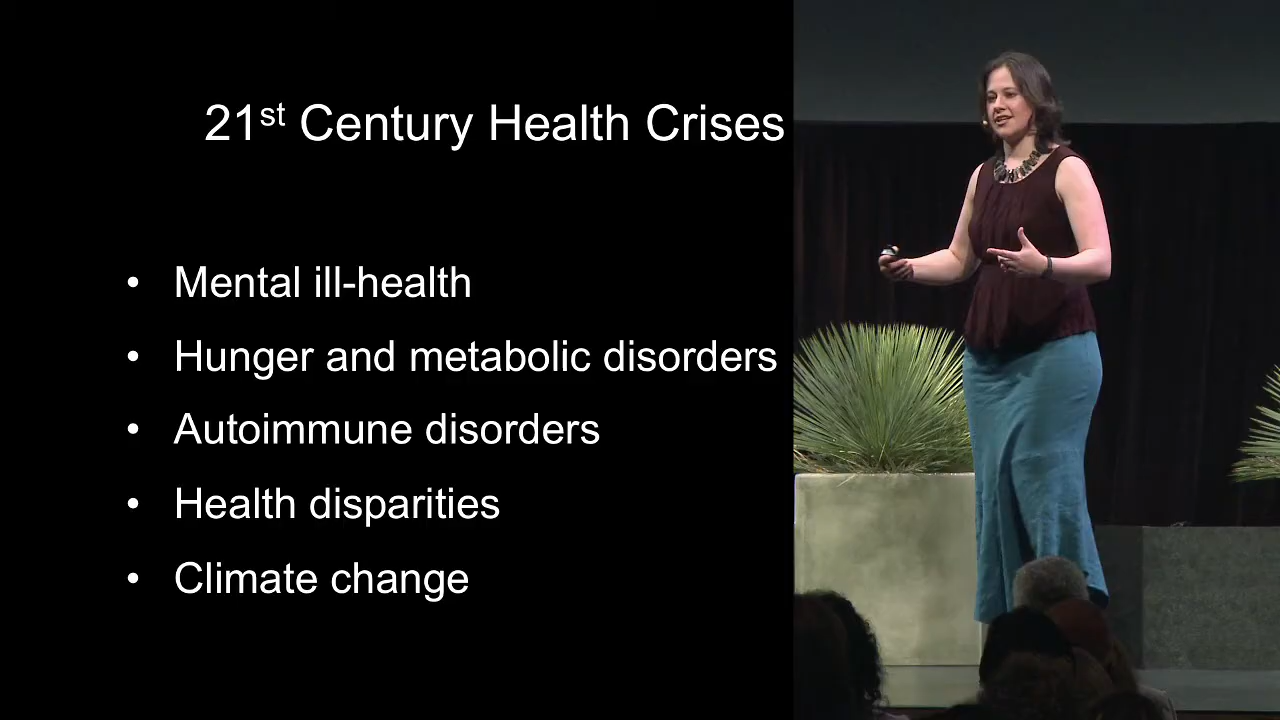 21st Century Health Crises
• Mental ill-health
• Hunger and metabolic disorders
• Autoimmune disorders
• Health disparities
• Climate change